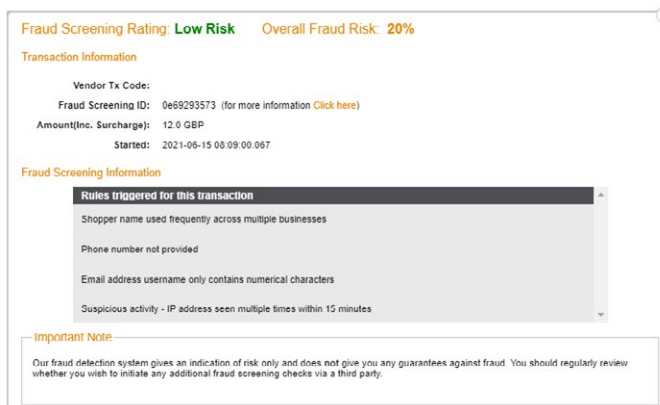 Fraud Screening Rating: Low Risk Overall Fraud Risk: 20%
Transaction Information
Vendor Tx Code:
Fraud Screening ID: 0e69293573 (for more information Click here)
Amount(Inc. Surcharge): 12.0 GBP
Started: 2021-06-15 08:09:00.067
Fraud Screening Information
Rules triggered for this transaction
Shopper name used frequently across multiple businesses
Phone number not provided
Email address username only contains numerical characters
Suspicious activity - IP address seen multiple times within 15 minutes
Important Note
Our fraud detection system gives an indication of risk only and does not give you any guarantees against fraud. You should regularly review
whether you wish to initiate any additional fraud screening checks via a third party.